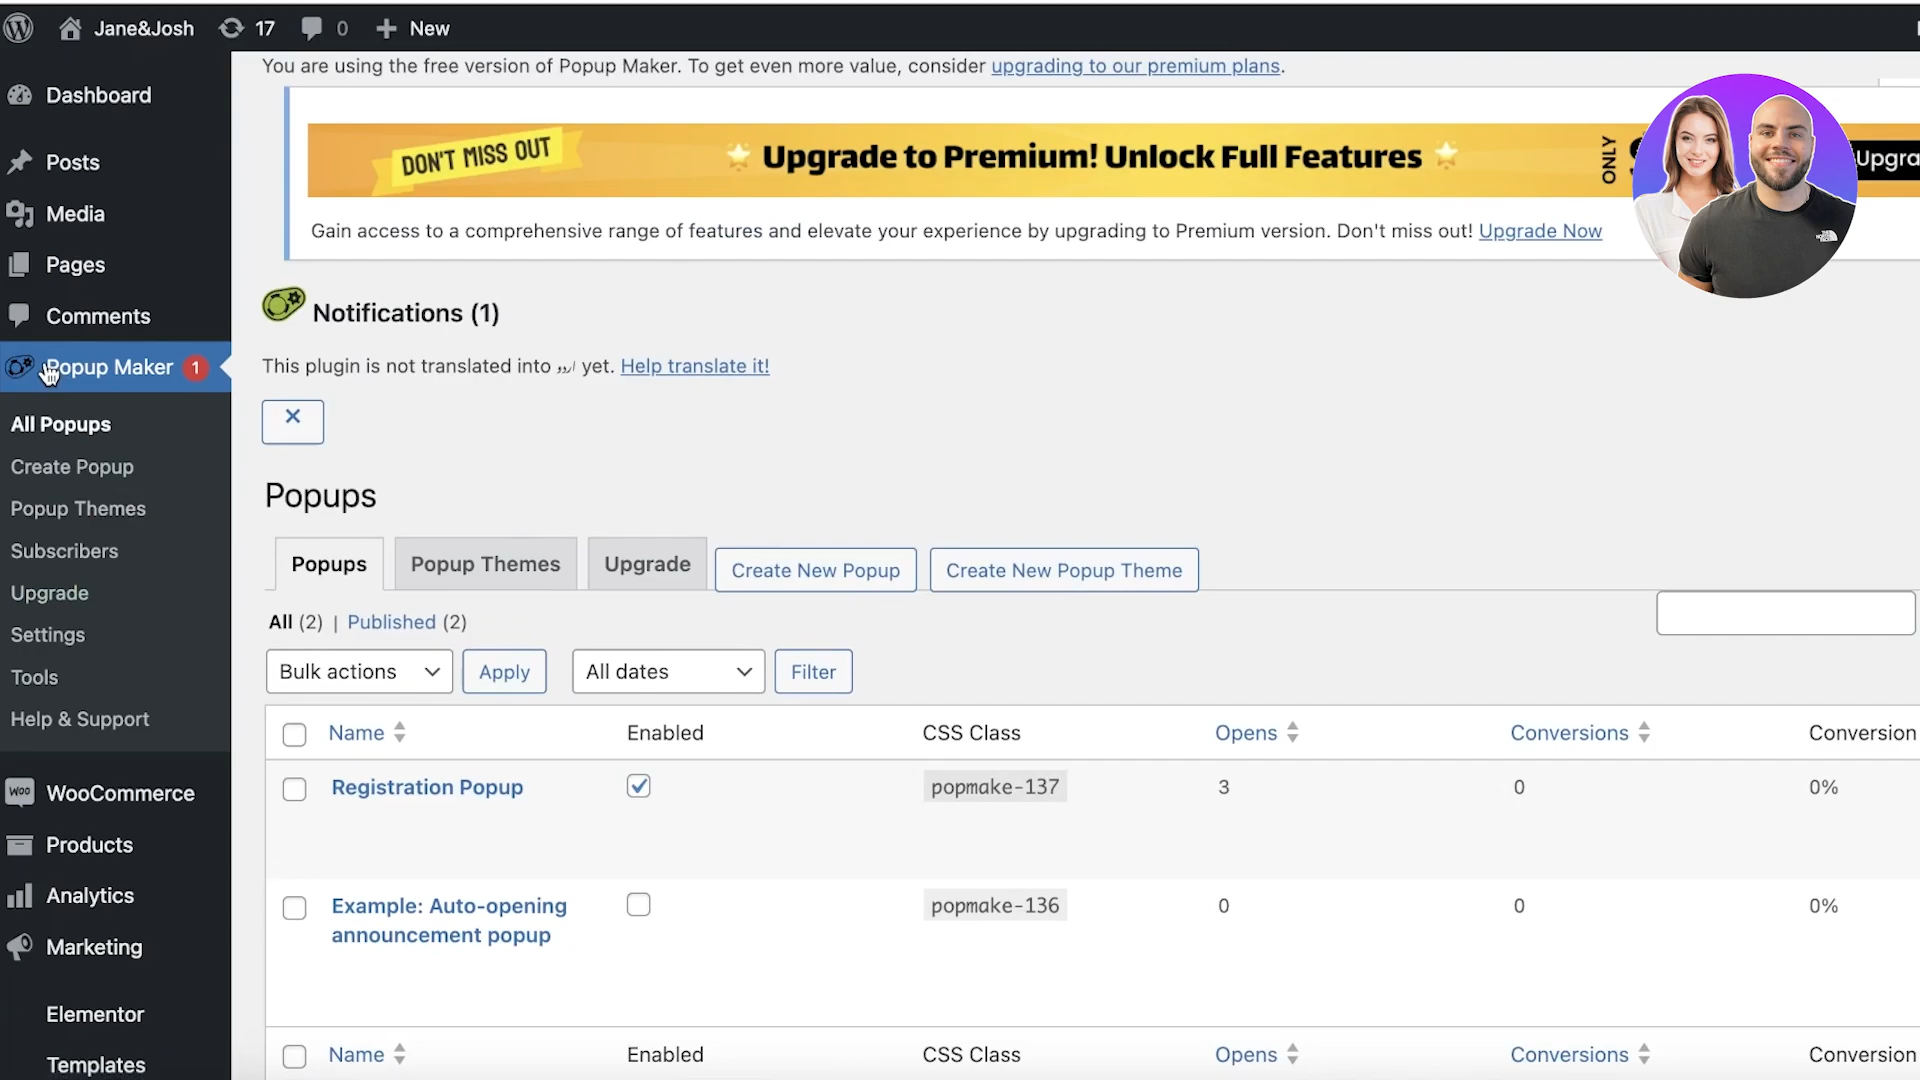 Jane&Josh 17 0 New
Dashboard
Posts
Media
Pages
Comments
Popup Maker 1
All Popups
Create Popup
Popup Themes
Subscribers
Upgrade
Settings
Tools
Help & Support
WooCommerce
Products
Analytics
Marketing
Elementor
Templates
You are using the free version of Popup Maker. To get even more value, consider upgrading to our premium plans.
DON'T MISS OUT Upgrade to Premium! Unlock Full Features ONLY
Gain access to a comprehensive range of features and elevate your experience by upgrading to Premium version. Don't miss out! Upgrade Now
Notifications (1)
This plugin is not translated into اردو yet. Help translate it!
Popups
Popups Popup Themes Upgrade Create New Popup Create New Popup Theme
All (2) | Published (2)
Bulk actions Apply All dates Filter
Name Enabled CSS Class Opens Conversions Conversion
Registration Popup popmake-137 3 0 0%
Example: Auto-opening popmake-136 0 0 0%
announcement popup
Name Enabled CSS Class Opens Conversions Conversion